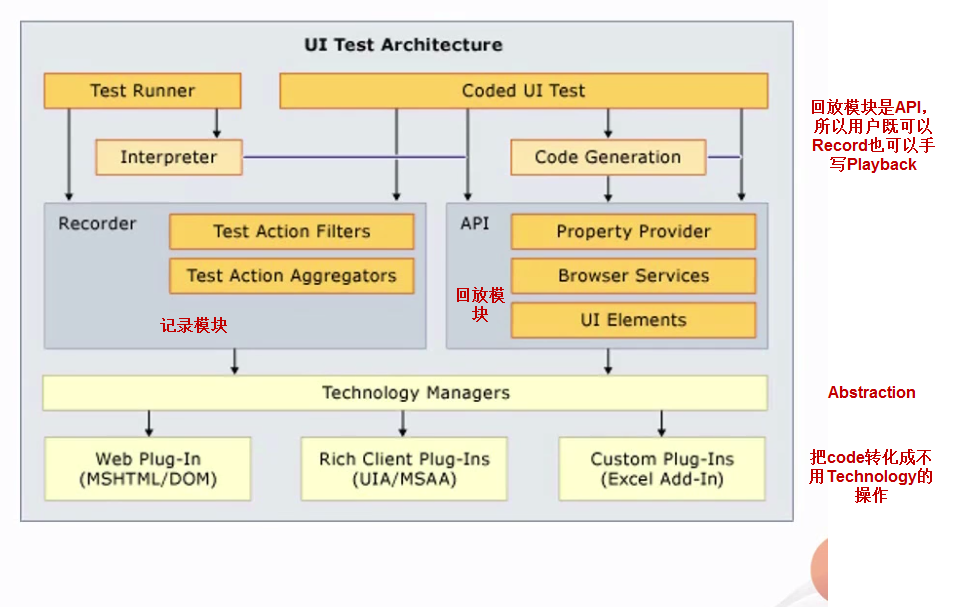 UI Test Architecture
Test Runner
Coded UI Test
Interpreter
Code Generation
Recorder
Test Action Filters
Test Action Aggregators
记录模块
API
回放模
块
Property Provider
Browser Services
UI Elements
Technology Managers
Web Plug-In
(MSHTML/DOM)
Rich Client Plug-Ins
(UIA/MSAA)
Custom Plug-Ins
(Excel Add-In)
回放模块是API,
所以用户既可以
Record也可以手
写Playback
Abstraction
把code转化成不
用Technology的
操作